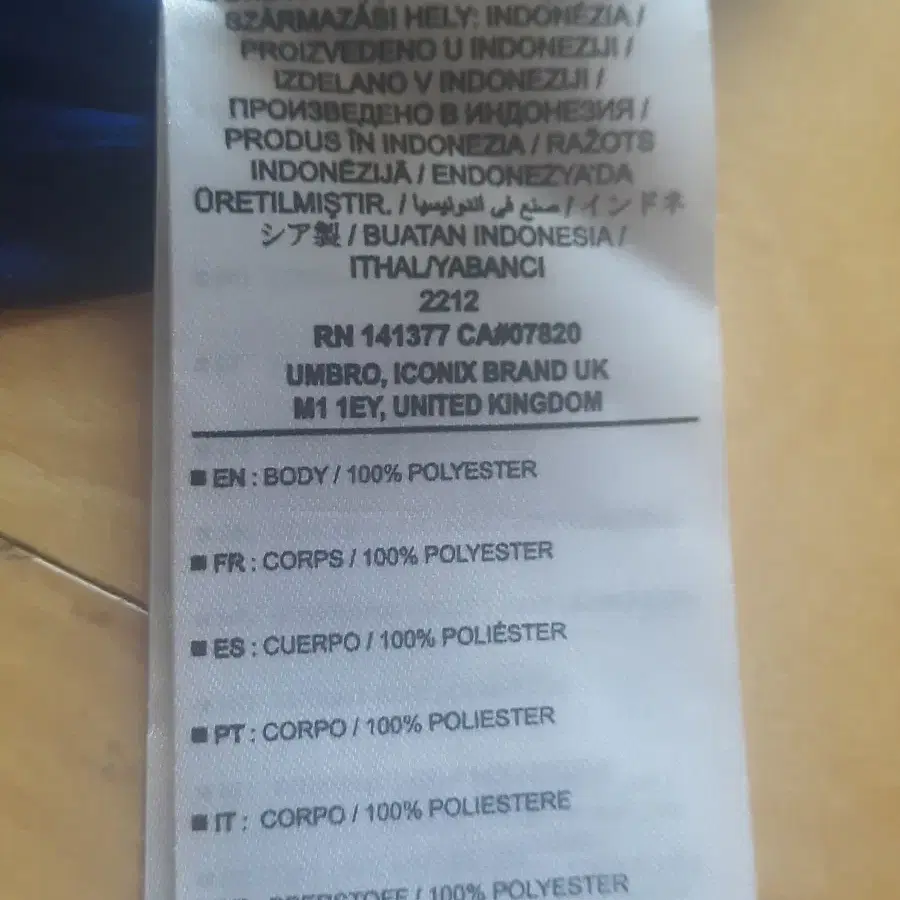 SZÁRMAZÁSI HELY: INDONÉZIA /
PROIZVEDENO U INDONEZIJI /
IZDELANO V INDONEZIJI /
ПРОИЗВЕДЕНО В ИНДОНЕЗИЯ /
PRODUS ÎN INDONEZIA / RAŽOTS
INDONĒZIJĀ / ENDONEZYA'DA
ÜRETILMIŞTIR. / صنع في اندونيسيا / インドネ
シア製 / BUATAN INDONESIA /
ITHAL/YABANCI
2212
RN 141377 CA#07820
UMBRO, ICONIX BRAND UK
M1 1EY, UNITED KINGDOM
■ EN : BODY / 100% POLYESTER
■ FR : CORPS / 100% POLYESTER
■ ES : CUERPO / 100% POLIÉSTER
■ PT : CORPO / 100% POLIESTER
■ IT : CORPO / 100% POLIESTERE
OBERSTOFF / 100% POLYESTER